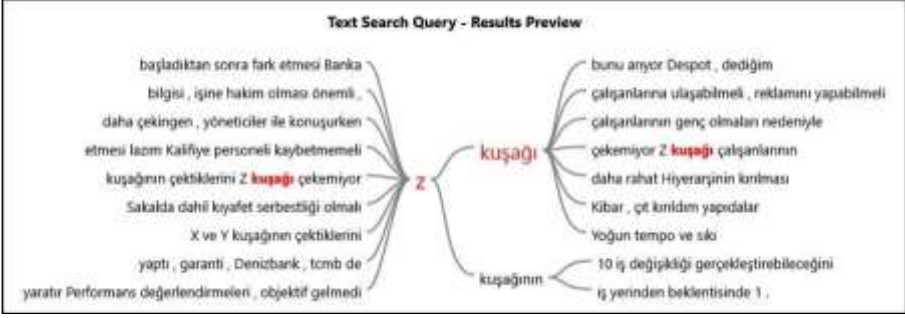 Text Search Query - Results Preview
başladıktan sonra fark etmesi Banka
bilgisi , işine hakim olması önemli ,
daha çekingen , yöneticiler ile konuşurken
etmesi lazım Kalifiye personeli kaybetmemeli
kuşağının çektiklerini Z kuşağı çekemiyor
Sakalda dahil kıyafet serbestliği olmalı
X ve Y kuşağının çektiklerini
yaptı , garanti , Denizbank , tcmb de
yaratır Performans değerlendirmeleri , objektif gelmedi
z
kuşağı
bunu arıyor Despot , dediğim
çalışanlarına ulaşabilmeli , reklamını yapabilmeli
çalışanlarının genç olmaları nedeniyle
çekemiyor Z kuşağı çalışanlarının
daha rahat Hiyerarşinin kırılması
Kibar , çıt kırıldım yapıdalar
Yoğun tempo ve sıkı
kuşağının
10 iş değişikliği gerçekleştirebileceğini
iş yerinden beklentisinde 1 .